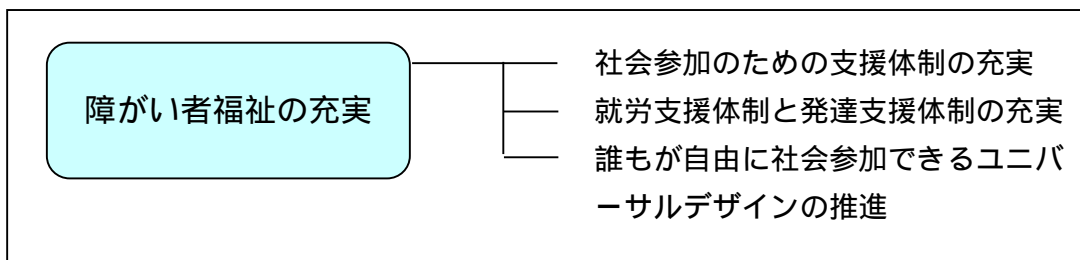 障がい者福祉の充実
社会参加のための支援体制の充実
就労支援体制と発達支援体制の充実
誰もが自由に社会参加できるユニバ
ーサルデザインの推進